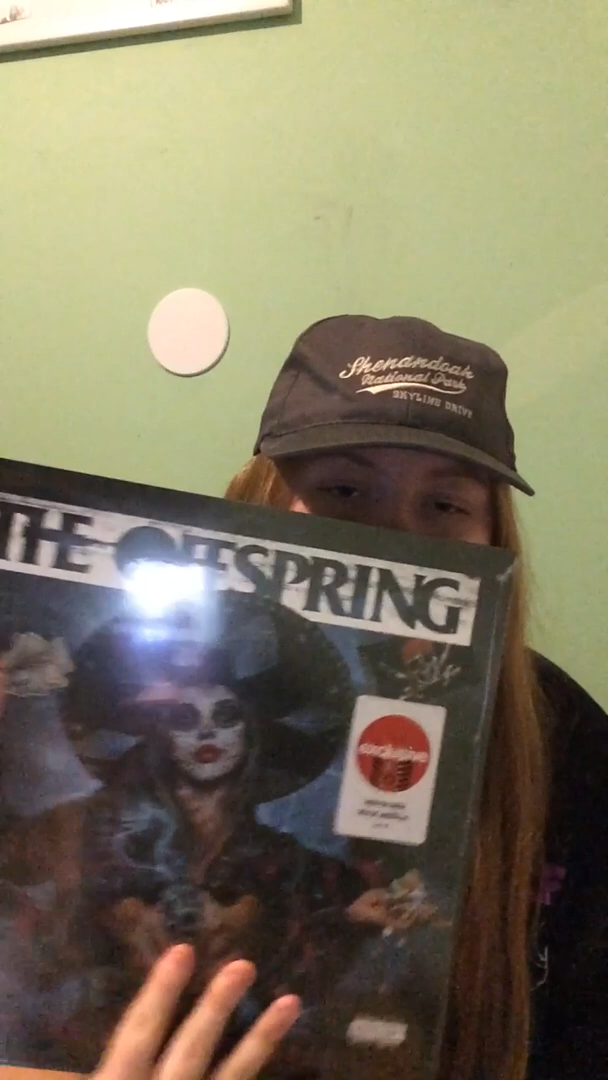 Shenandoah
National Park
SKYLINE DRIVE
THE OFFSPRING
exclusive